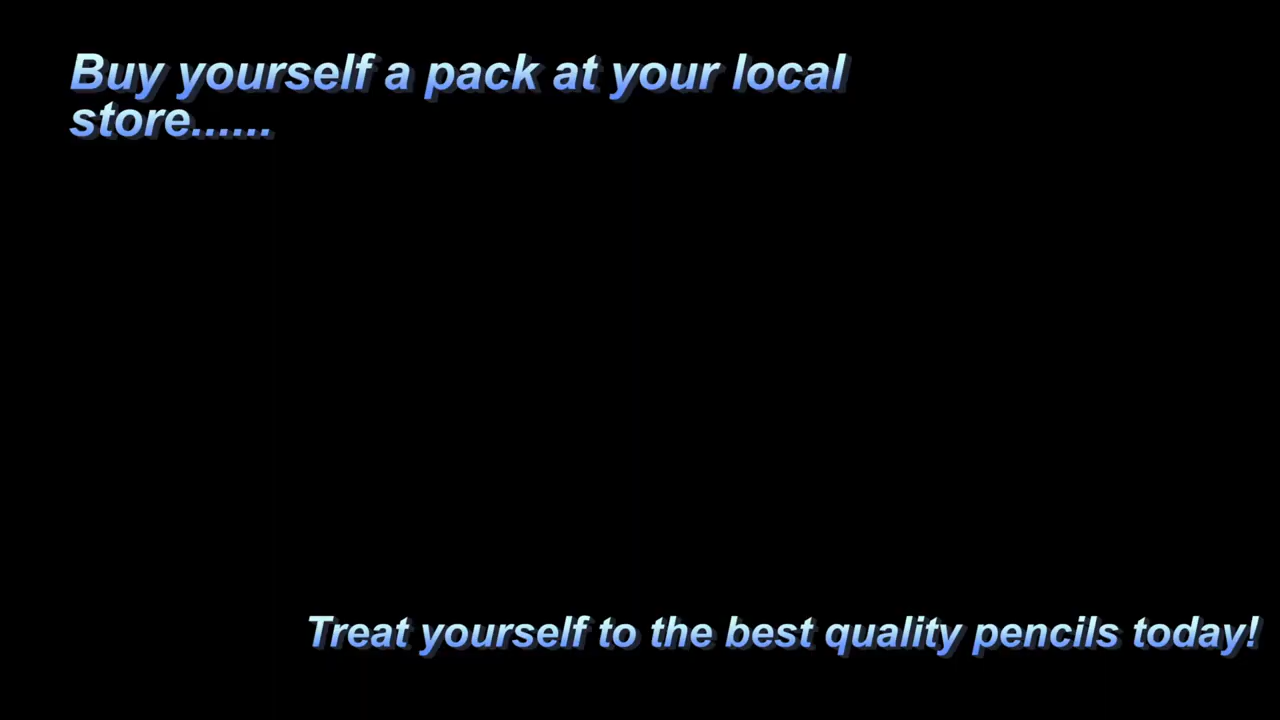 Buy yourself a pack at your local
store......
Treat yourself to the best quality pencils today!